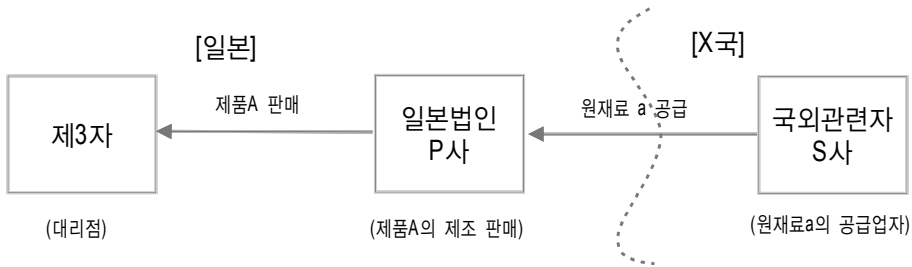 [일본]
[X국]
제품A 판매
원재료 a 공급
제3자
일본법인
P사
국외관련자
S사
(대리점)
(제품A의 제조 판매)
(원재료a의 공급업자)